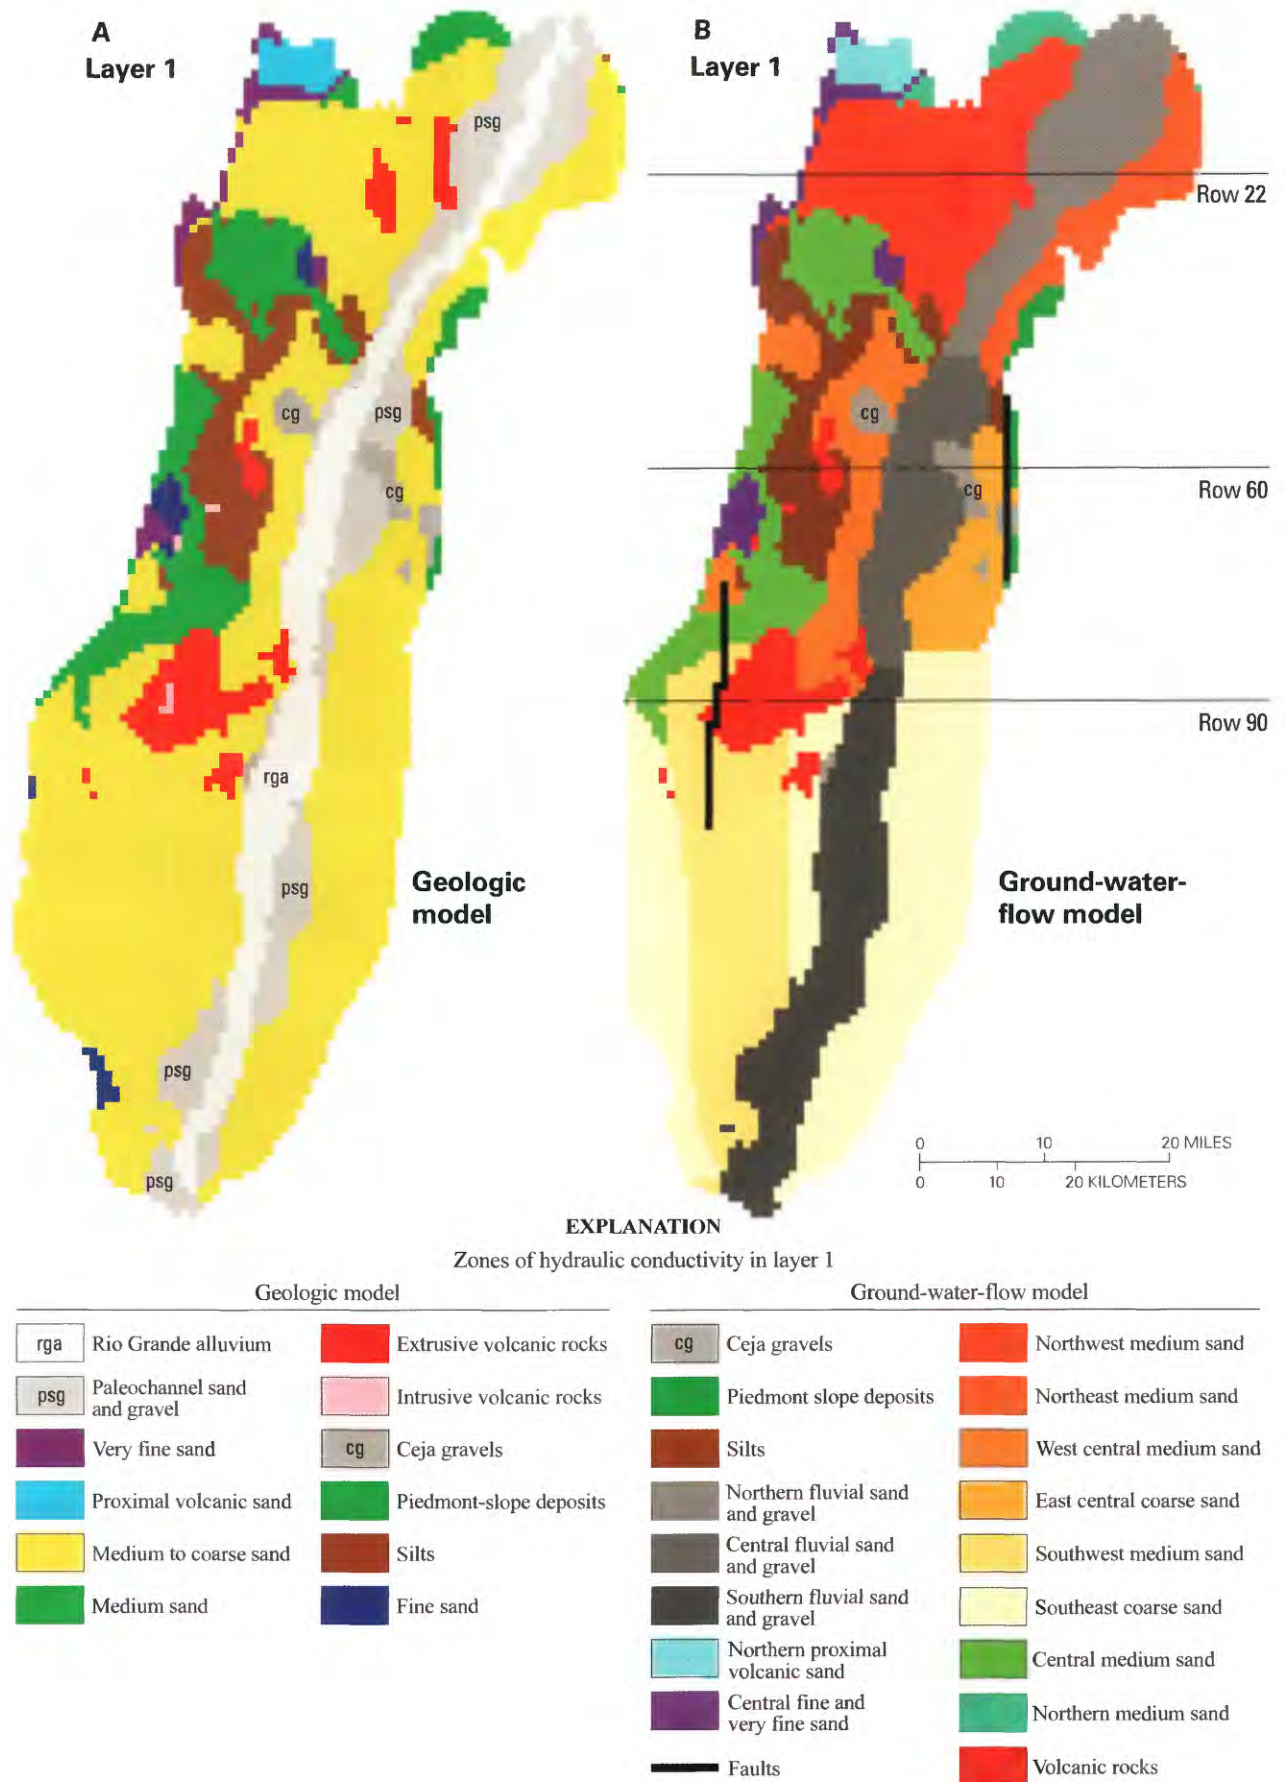 A
Layer 1
psg
cg
psg
cg
rga
psg
Geologic
model
psg
psg
B
Layer 1
Row 22
cg
cg
Row 60
Row 90
Ground-water-
flow model
0 10 20 MILES
0 10 20 KILOMETERS
EXPLANATION
Zones of hydraulic conductivity in layer 1
Geologic model
rga Rio Grande alluvium
psg Paleochannel sand
and gravel
Very fine sand
Proximal volcanic sand
Medium to coarse sand
Medium sand
Extrusive volcanic rocks
Intrusive volcanic rocks
cg Ceja gravels
Piedmont-slope deposits
Silts
Fine sand
Ground-water-flow model
cg Ceja gravels
Piedmont slope deposits
Silts
Northern fluvial sand
and gravel
Central fluvial sand
and gravel
Southern fluvial sand
and gravel
Northern proximal
volcanic sand
Central fine and
very fine sand
Faults
Northwest medium sand
Northeast medium sand
West central medium sand
East central coarse sand
Southwest medium sand
Southeast coarse sand
Central medium sand
Northern medium sand
Volcanic rocks